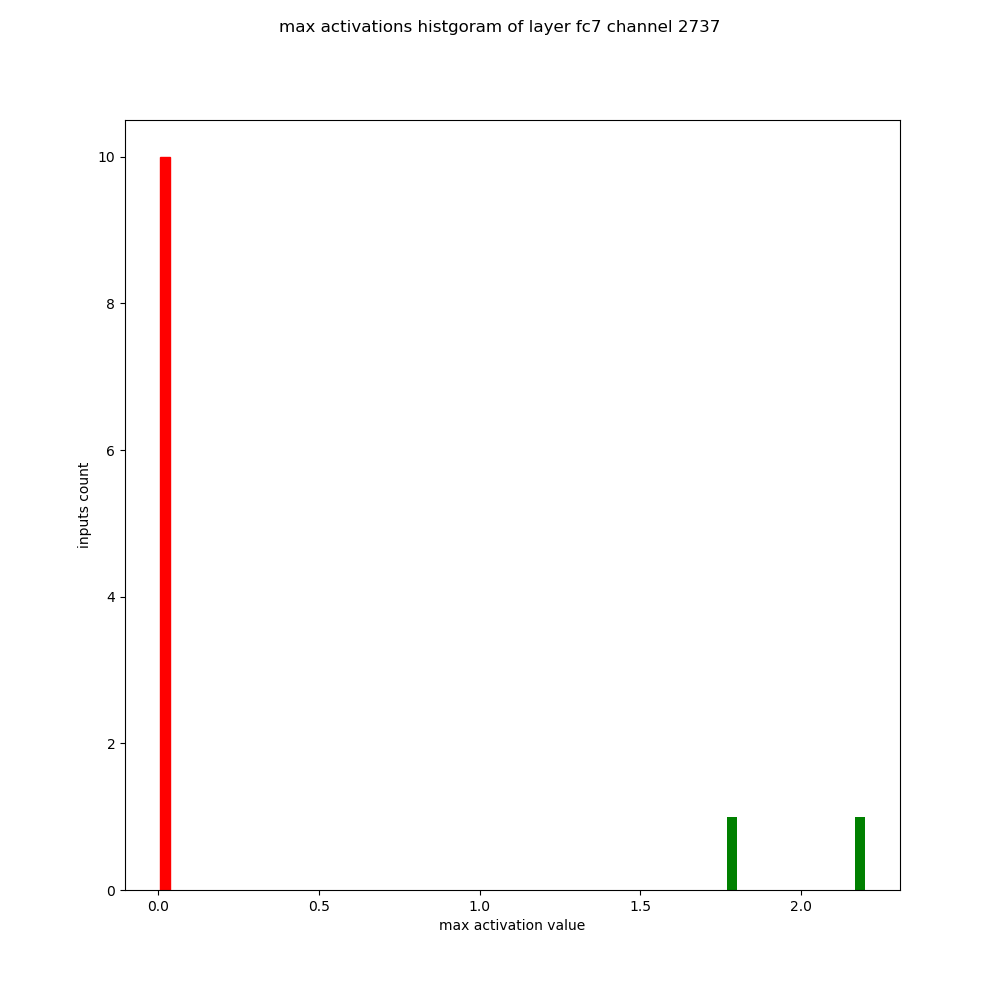 max activations histgoram of layer fc7 channel 2737
10
8
6
4
2
0
inputs count
0.0 0.5 1.0 1.5 2.0
max activation value